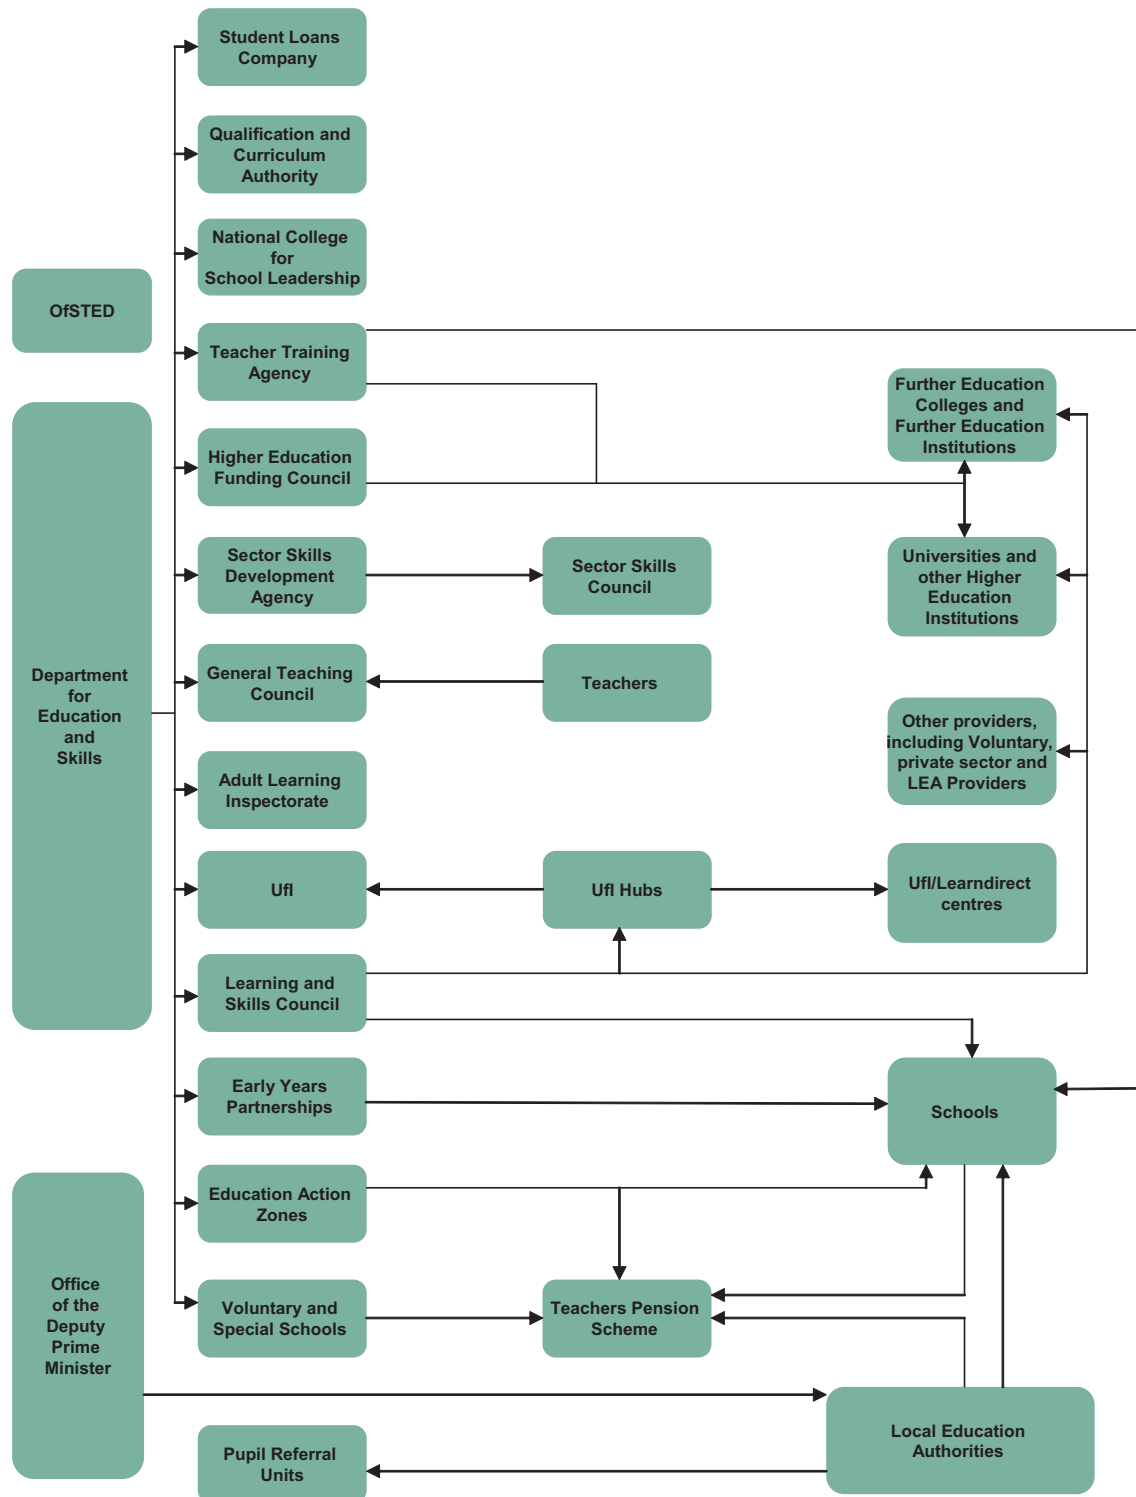 Student Loans
Company
Qualification and
Curriculum
Authority
National College
for
School Leadership
OfSTED
Teacher Training
Agency
Further Education
Colleges and
Further Education
Institutions
Higher Education
Funding Council
Sector Skills
Development
Agency
Sector Skills
Council
Universities and
other Higher
Education
Institutions
Department
for
Education
and
Skills
General Teaching
Council
Teachers
Other providers,
including Voluntary,
private sector and
LEA Providers
Adult Learning
Inspectorate
UfI
UfI Hubs
UfI/Learndirect
centres
Learning and
Skills Council
Early Years
Partnerships
Schools
Education Action
Zones
Office
of the
Deputy
Prime
Minister
Voluntary and
Special Schools
Teachers Pension
Scheme
Local Education
Authorities
Pupil Referral
Units